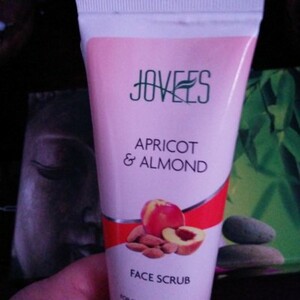 JOVEES
APRICOT
& ALMOND
FACE SCRUB